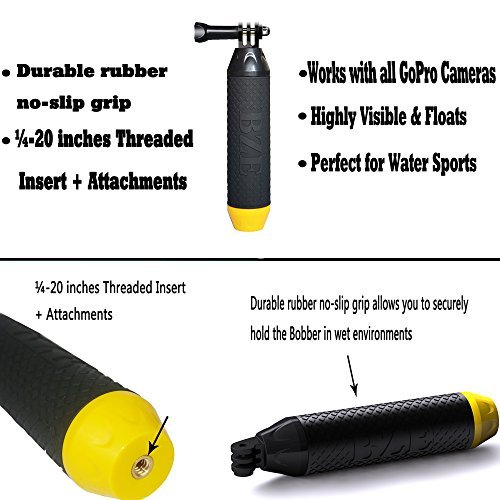 • Durable rubber
no-slip grip
• ¼-20 inches Threaded
Insert + Attachments
•Works with all GoPro Cameras
• Highly Visible & Floats
• Perfect for Water Sports
BZE
¼-20 inches Threaded Insert
+ Attachments
Durable rubber no-slip grip allows you to securely
hold the Bobber in wet environments
BZE